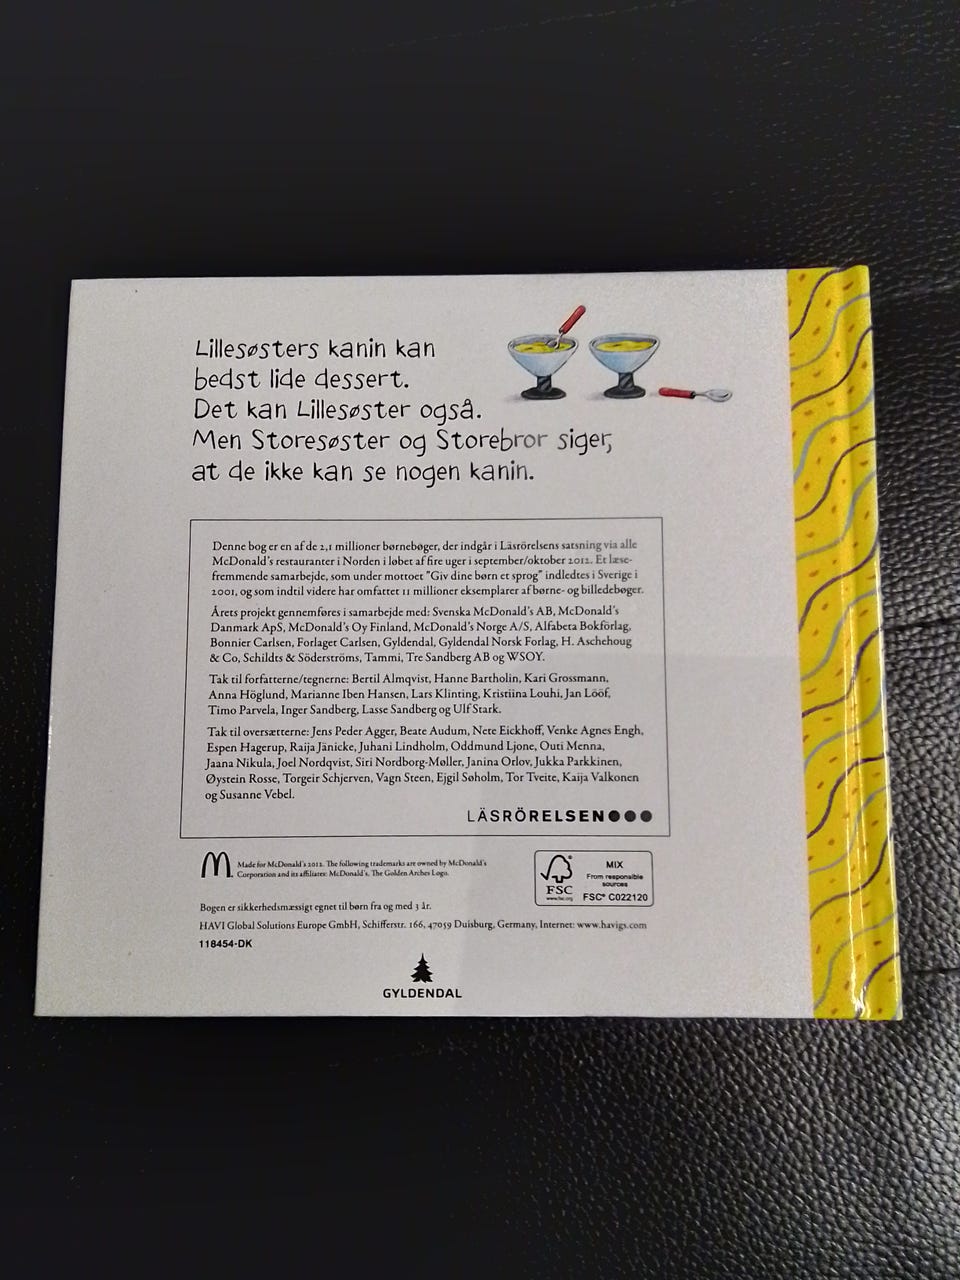 Lillesøsters kanin kan
bedst lide dessert.
Det kan Lillesøster også.
Men Storesøster og Storebror siger,
at de ikke kan se nogen kanin.
Denne bog er en af de 2,1 millioner børnebøger, der indgår i Läsrörelsens satsning via alle
McDonald's restauranter i Norden i løbet af fire uger i september/oktober 2012. Et læse-
fremmende samarbejde, som under mottoet "Giv dine børn et sprog" indledtes i Sverige i
2001, og som indtil videre har omfattet 11 millioner eksemplarer af børne- og billedebøger.
Årets projekt gennemføres i samarbejde med: Svenska McDonald's AB, McDonald's
Danmark ApS, McDonald's Oy Finland, McDonald's Norge A/S, Alfabeta Bokförlag,
Bonnier Carlsen, Forlaget Carlsen, Gyldendal, Gyldendal Norsk Forlag, H. Aschehoug
& Co, Schildts & Söderströms, Tammi, Tre Sandberg AB og WSOY.
Tak til forfatterne/tegnerne: Bertil Almqvist, Hanne Bartholin, Kari Grossmann,
Anna Höglund, Marianne Iben Hansen, Lars Klinting, Kristiina Louhi, Jan Lööf,
Timo Parvela, Inger Sandberg, Lasse Sandberg og Ulf Stark.
Tak til oversætterne: Jens Peder Agger, Beate Audum, Nete Eickhoff, Venke Agnes Engh,
Espen Hagerup, Raija Jänicke, Juhani Lindholm, Oddmund Ljone, Outi Menna,
Jaana Nikula, Joel Nordqvist, Siri Nordborg-Møller, Janina Orlov, Jukka Parkkinen,
Øystein Rosse, Torgeir Schjerven, Vagn Steen, Ejgil Søholm, Tor Tveite, Kaija Valkonen
og Susanne Vebel.
LÄSRÖRELSEN
Made for McDonald's 2012. The following trademarks are owned by McDonald's
Corporation and its affiliates: McDonald's, The Golden Arches Logo.
FSC
www.fsc.org
MIX
From responsible
sources
FSC® C022120
Bogen er sikkerhedsmæssigt egnet til børn fra og med 3 år.
HAVI Global Solutions Europe GmbH, Schifferstr. 166, 47059 Duisburg, Germany, Internet: www.havigs.com
118454-DK
GYLDENDAL